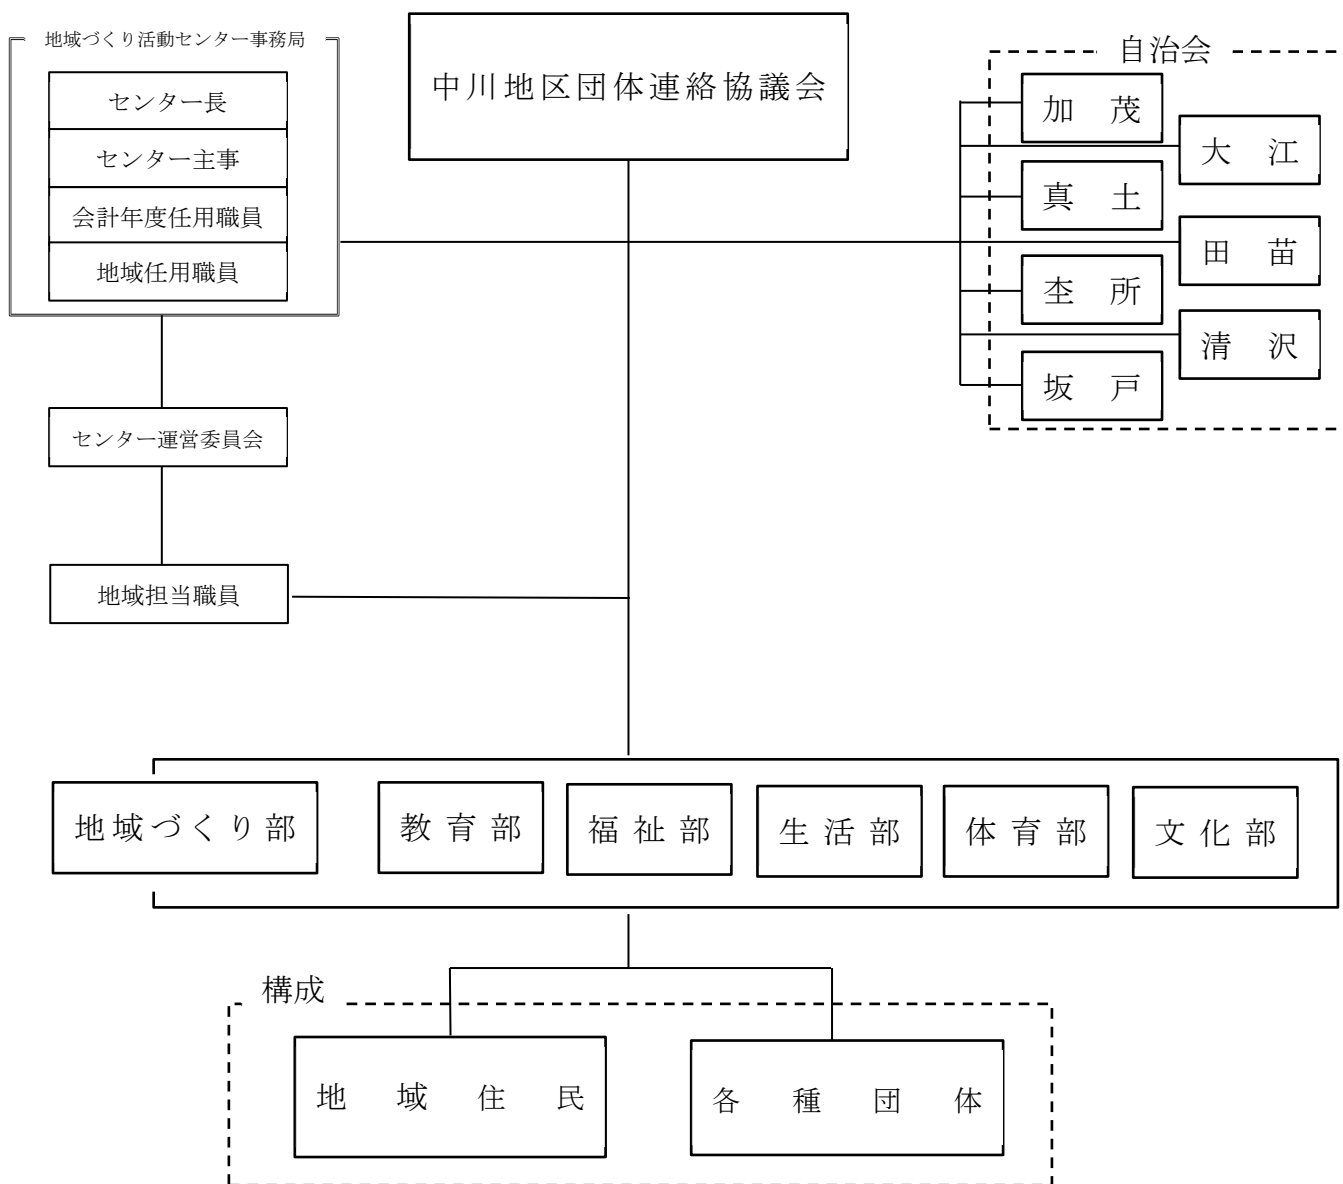 地域づくり活動センター事務局
センター長
センター主事
会計年度任用職員
地域任用職員
センター運営委員会
地域担当職員
中川地区団体連絡協議会
自治会
加 茂
大 江
真 土
田 苗
杢 所
清 沢
坂 戸
地域づくり部
教育部
福祉部
生活部
体育部
文化部
構成
地 域 住 民
各 種 団 体